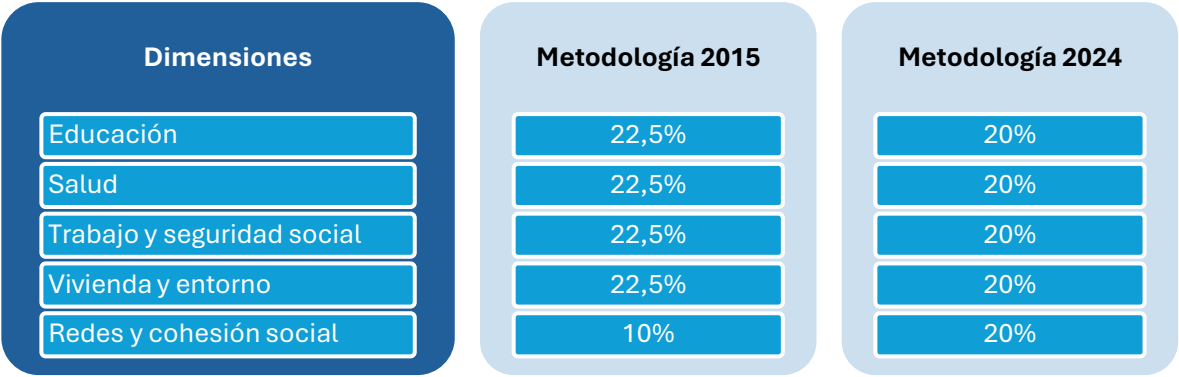 Dimensiones Metodología 2015 Metodología 2024
Educación 22,5% 20%
Salud 22,5% 20%
Trabajo y seguridad social 22,5% 20%
Vivienda y entorno 22,5% 20%
Redes y cohesión social 10% 20%